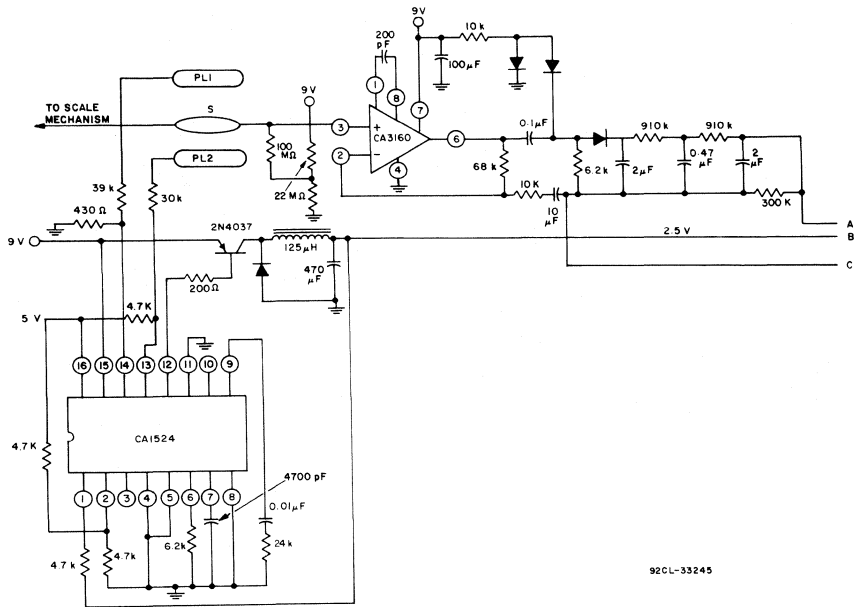 9V
10k
200 pF
100µF
PL1
9V
TO SCALE MECHANISM
S
1
8
7
3
+
CA3160
6
0.1µF
910k
910k
100 MΩ
2
−
4
PL2
22 MΩ
68k
6.2k
2µF
0.47 µF
2 µF
39k
30k
10K
10 µF
300K
430Ω
A
9V
2N4037
125µH
2.5 V
B
470 µF
C
200Ω
5 V
4.7K
16
15
14
13
12
11
10
9
CA1524
4.7K
1
2
3
4
5
6
7
8
4700 pF
0.01µF
6.2k
24k
4.7k
4.7k
92CL-33245